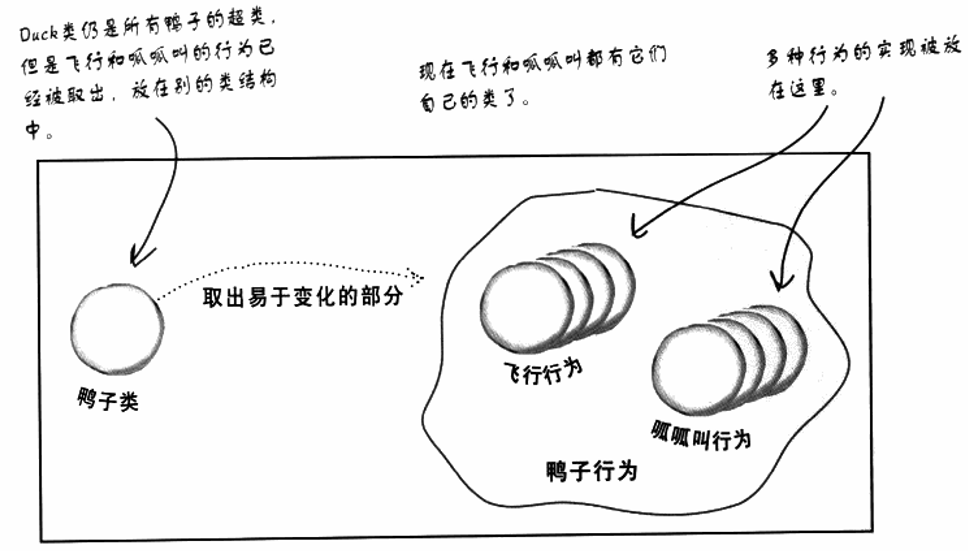 Duck类仍是所有鸭子的超类，
但是飞行和呱呱叫的行为已
经被取出，放在别的类结构
中。
现在飞行和呱呱叫都有它们
自己的类了。
多种行为的实现被放
在这里。
取出易于变化的部分
鸭子类
飞行行为
呱呱叫行为
鸭子行为